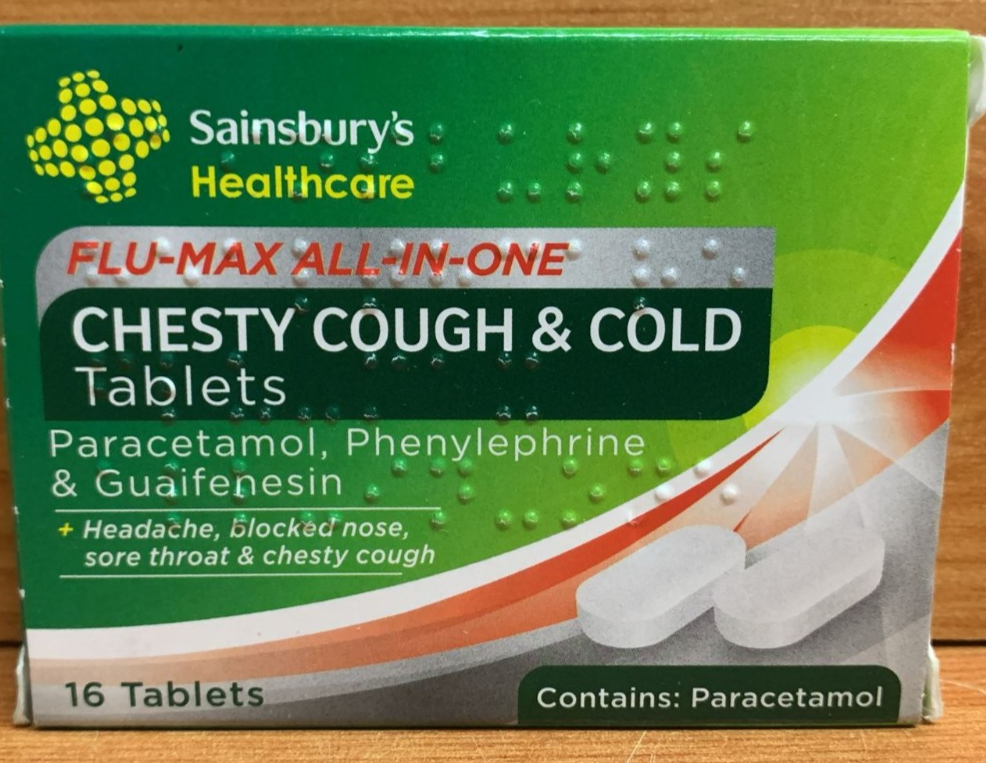 Sainsbury's
Healthcare
FLU-MAX ALL-IN-ONE
CHESTY COUGH & COLD
Tablets
Paracetamol, Phenylephrine
& Guaifenesin
+ Headache, blocked nose,
sore throat & chesty cough
16 Tablets
Contains: Paracetamol